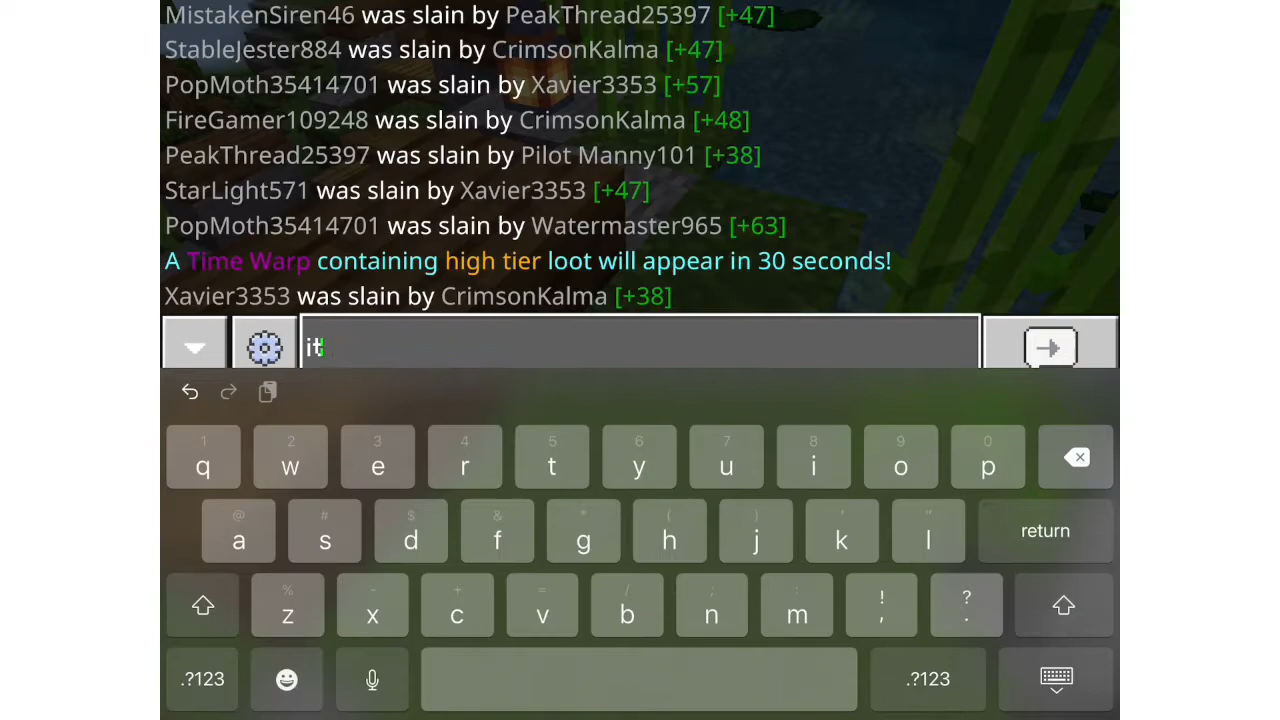 MistakenSiren46 was slain by PeakThread25397 [+47]
StableJester884 was slain by CrimsonKalma [+47]
PopMoth35414701 was slain by Xavier3353 [+57]
FireGamer109248 was slain by CrimsonKalma [+48]
PeakThread25397 was slain by Pilot Manny101 [+38]
StarLight571 was slain by Xavier3353 [+47]
PopMoth35414701 was slain by Watermaster965 [+63]
A Time Warp containing high tier loot will appear in 30 seconds!
Xavier3353 was slain by CrimsonKalma [+38]
it
1 2 3 4 5 6 7 8 9 0
q w e r t y u i o p
@ # $ & * ( ) ' "
a s d f g h j k l return
% - + = / ; : ! ?
z x c v b n m , .
.?123 .?123